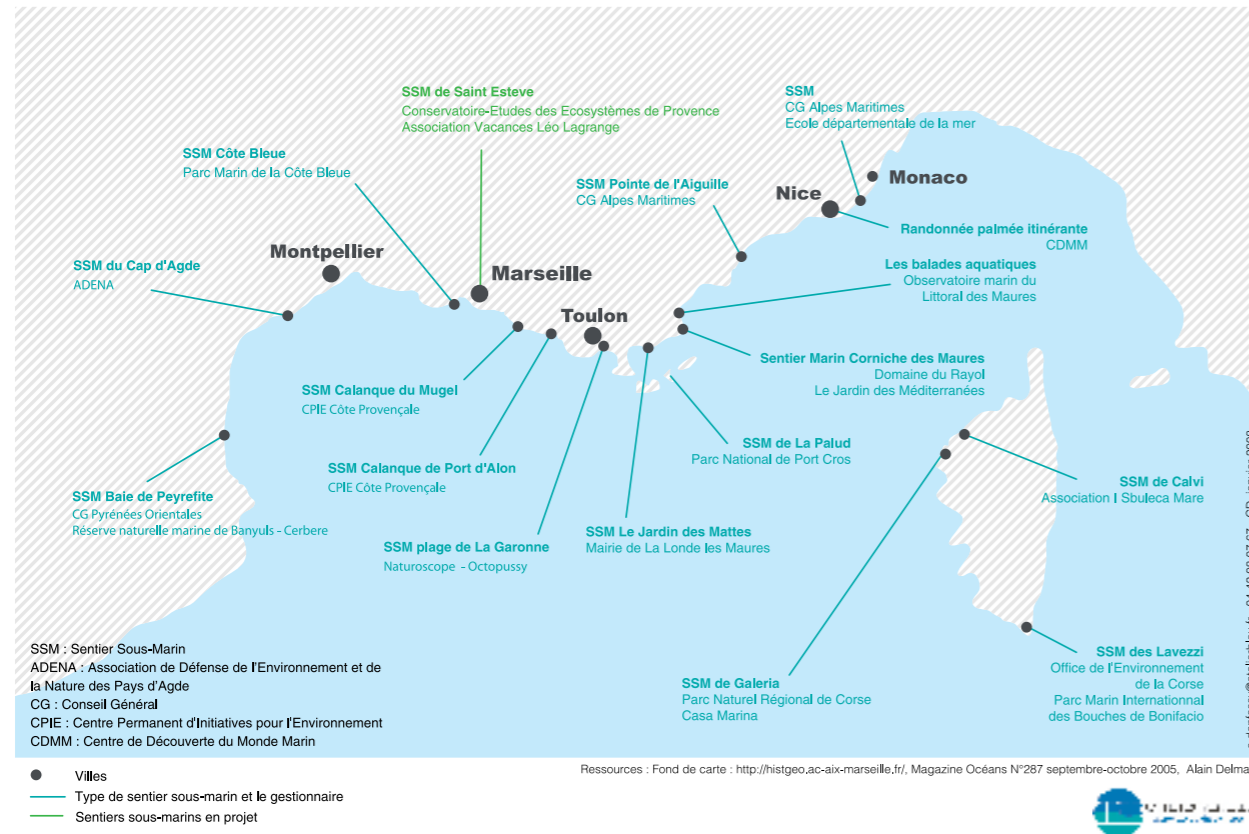 SSM de Saint Esteve
Conservatoire-Etudes des Ecosystèmes de Provence
Association Vacances Léo Lagrange
SSM
CG Alpes Maritimes
Ecole départementale de la mer
SSM Côte Bleue
Parc Marin de la Côte Bleue
SSM Pointe de l'Aiguille
CG Alpes Maritimes
Monaco
Nice
Randonnée palmée itinérante
CDMM
Montpellier
SSM du Cap d'Agde
ADENA
Marseille
Les balades aquatiques
Observatoire marin du
Littoral des Maures
Toulon
Sentier Marin Corniche des Maures
Domaine du Rayol
Le Jardin des Méditerranées
SSM Calanque du Mugel
CPIE Côte Provençale
SSM de La Palud
Parc National de Port Cros
SSM Calanque de Port d'Alon
CPIE Côte Provençale
SSM de Calvi
Association I Sbuleca Mare
SSM Baie de Peyrefite
CG Pyrénées Orientales
Réserve naturelle marine de Banyuls - Cerbere
SSM Le Jardin des Mattes
Mairie de La Londe les Maures
SSM plage de La Garonne
Naturoscope - Octopussy
SSM des Lavezzi
Office de l'Environnement
de la Corse
Parc Marin Internationnal
des Bouches de Bonifacio
SSM de Galeria
Parc Naturel Régional de Corse
Casa Marina
SSM : Sentier Sous-Marin
ADENA : Association de Défense de l'Environnement et de
la Nature des Pays d'Agde
CG : Conseil Général
CPIE : Centre Permanent d'Initiatives pour l'Environnement
CDMM : Centre de Découverte du Monde Marin
Villes
Type de sentier sous-marin et le gestionnaire
Sentiers sous-marins en projet
Ressources : Fond de carte : http://histgeo.ac-aix-marseille.fr/, Magazine Océans N°287 septembre-octobre 2005, Alain Delma